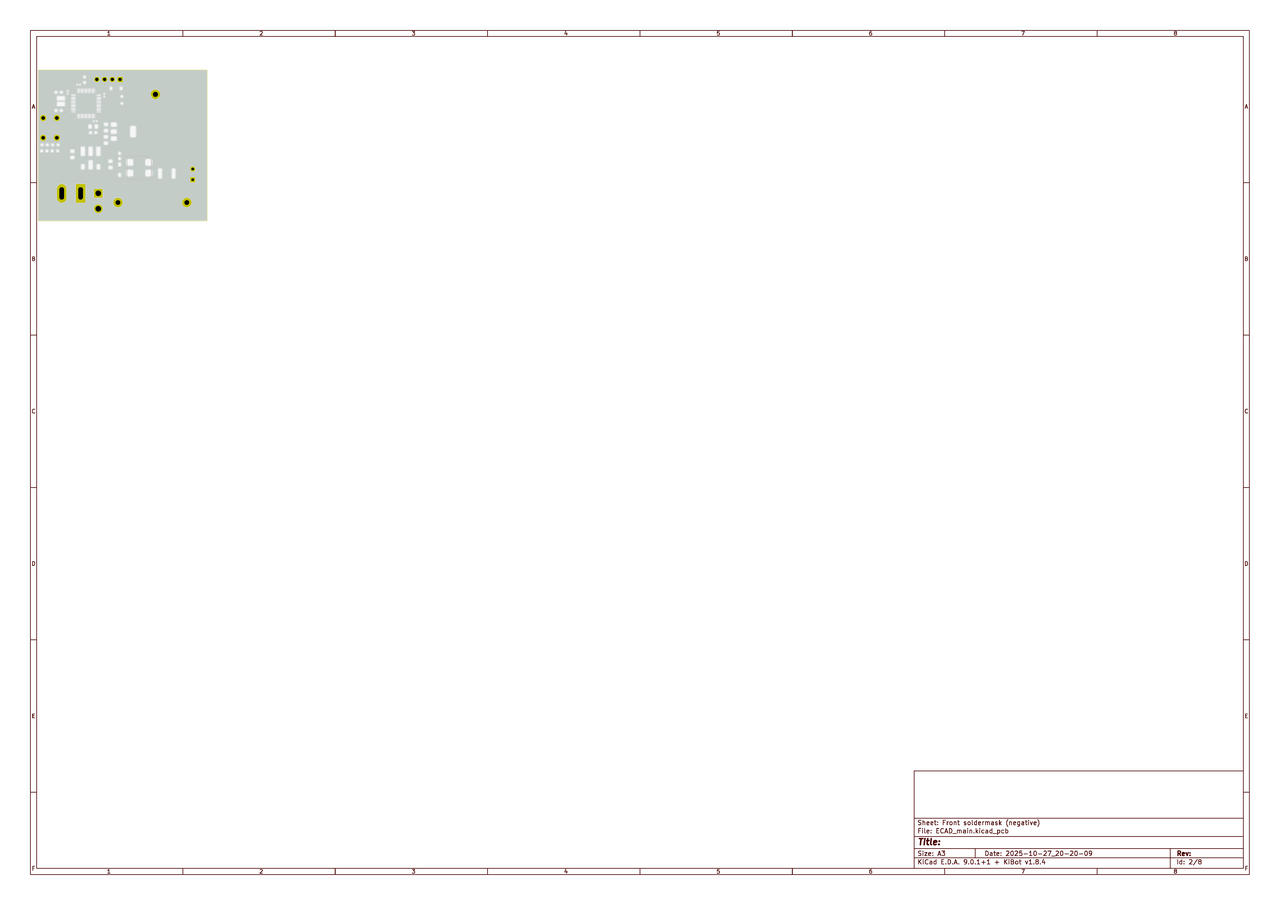 1 2 3 4 5 6 7 8
A A
B B
C C
D D
E E
Sheet: Front soldermask (negative)
File: ECAD_main.kicad_pcb
Title:
Size: A3 Date: 2025-10-27_20-20-09 Rev:
KiCad E.D.A. 9.0.1+1 + KiBot v1.8.4 Id: 2/8
F F
1 2 3 4 5 6 7 8